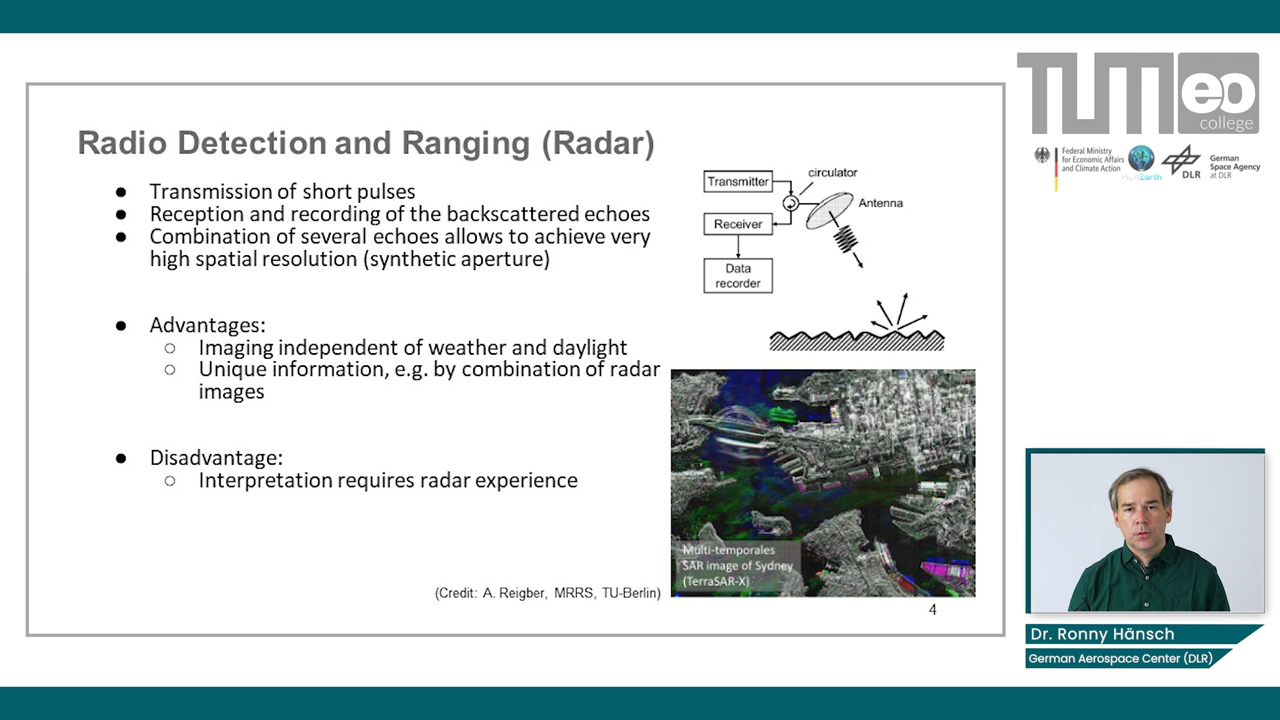 TUM eo
college
Federal Ministry
for Economic Affairs
and Climate Action
DLR
German
Space Agency
at DLR
Radio Detection and Ranging (Radar)
● Transmission of short pulses
● Reception and recording of the backscattered echoes
● Combination of several echoes allows to achieve very
high spatial resolution (synthetic aperture)
● Advantages:
○ Imaging independent of weather and daylight
○ Unique information, e.g. by combination of radar
images
● Disadvantage:
○ Interpretation requires radar experience
(Credit: A. Reigber, MRRS, TU-Berlin)
Transmitter
circulator
Antenna
Receiver
Data
recorder
Multi-temporales
SAR image of Sydney
(TerraSAR-X)
4
Dr. Ronny Hänsch
German Aerospace Center (DLR)